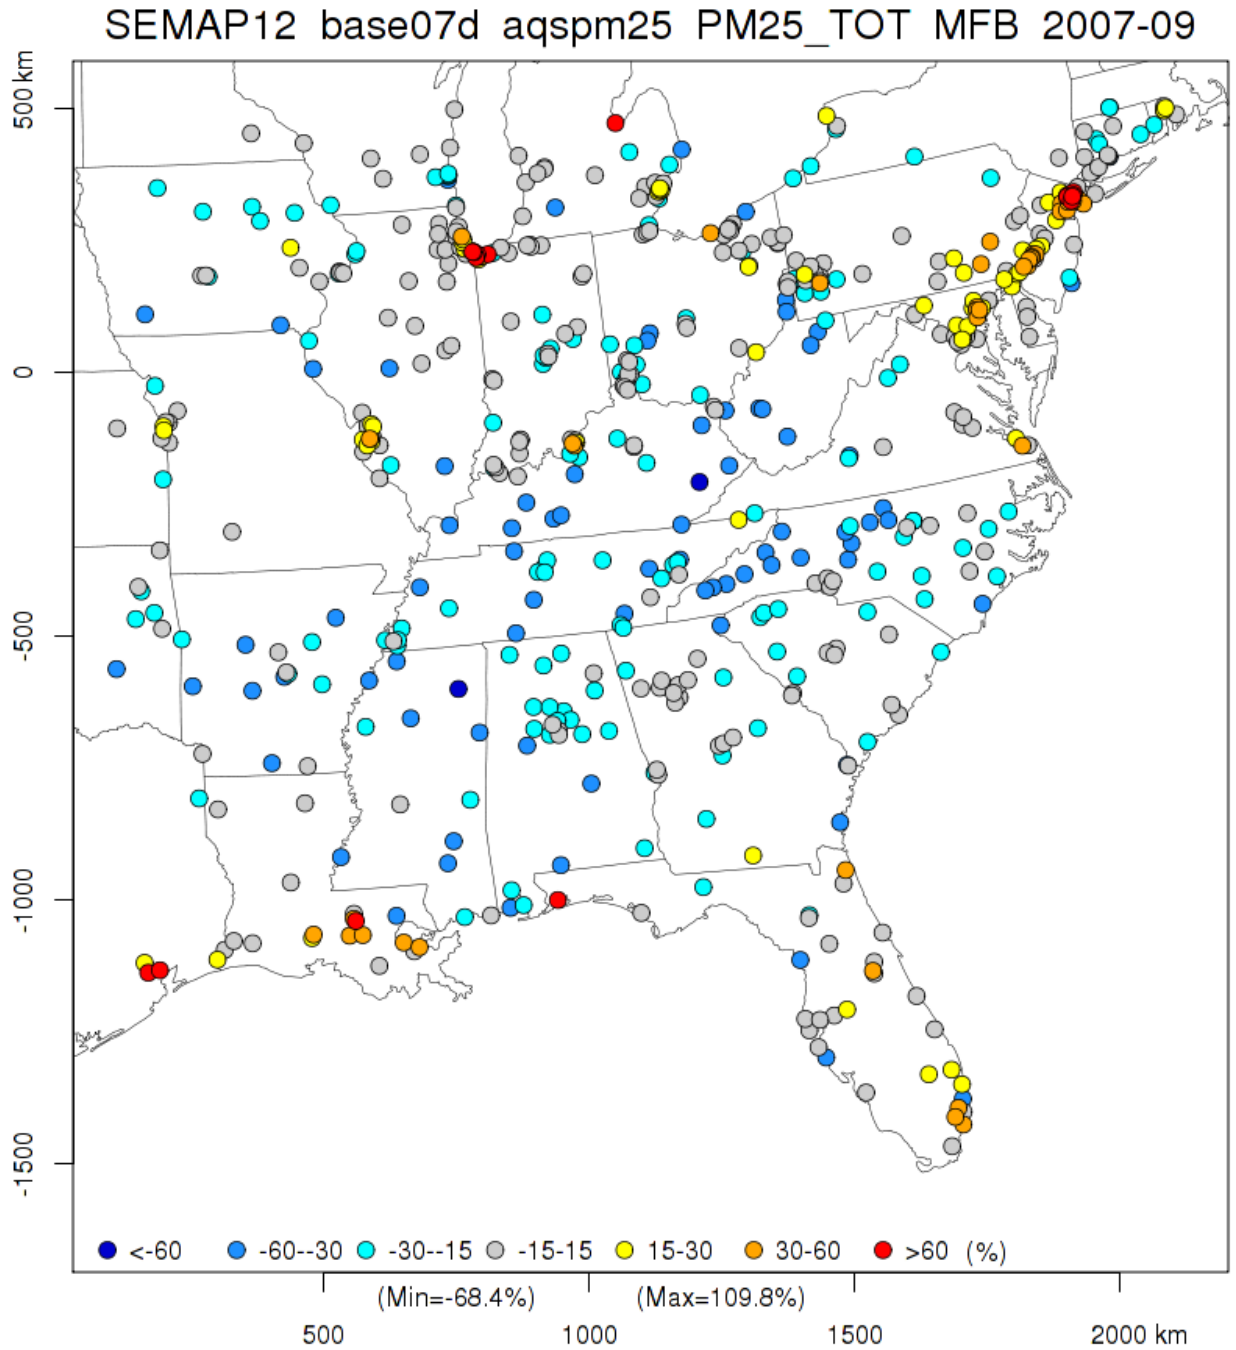 SEMAP12 base07d aqspm25 PM25_TOT MFB 2007-09
500 km
0
-500
-1000
-1500
<-60 -60--30 -30--15 -15-15 15-30 30-60 >60 (%)
(Min=-68.4%) (Max=109.8%)
500 1000 1500 2000 km